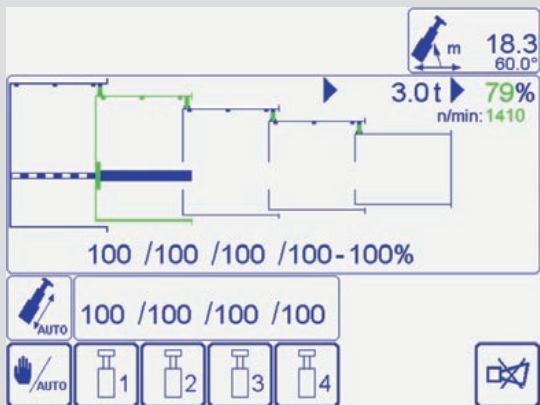 m 18.3
60.0°
3.0t 79%
n/min: 1410
100 /100 /100 /100-100%
AUTO 100 /100 /100 /100
/AUTO 1 2 3 4